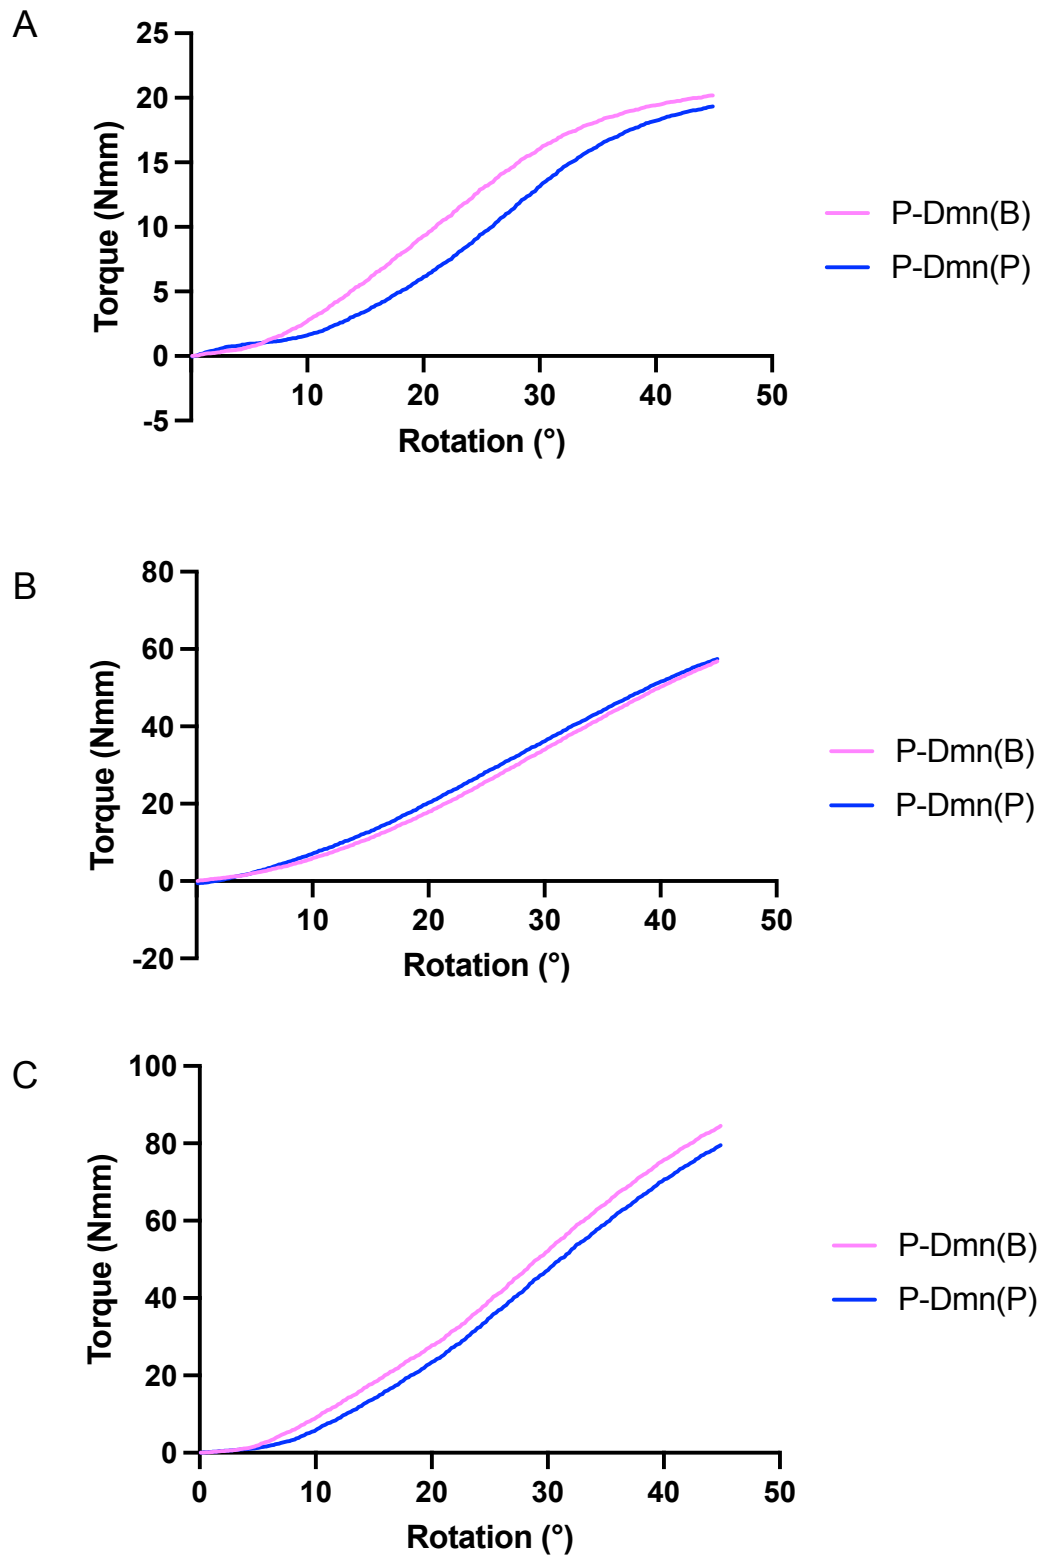 A
25
20
15
10
5
0
-5
Torque (Nmm)
10 20 30 40 50
Rotation (°)
P-Dmn(B)
P-Dmn(P)
B
80
60
40
20
0
-20
Torque (Nmm)
10 20 30 40 50
Rotation (°)
P-Dmn(B)
P-Dmn(P)
C
100
80
60
40
20
0
Torque (Nmm)
0 10 20 30 40 50
Rotation (°)
P-Dmn(B)
P-Dmn(P)